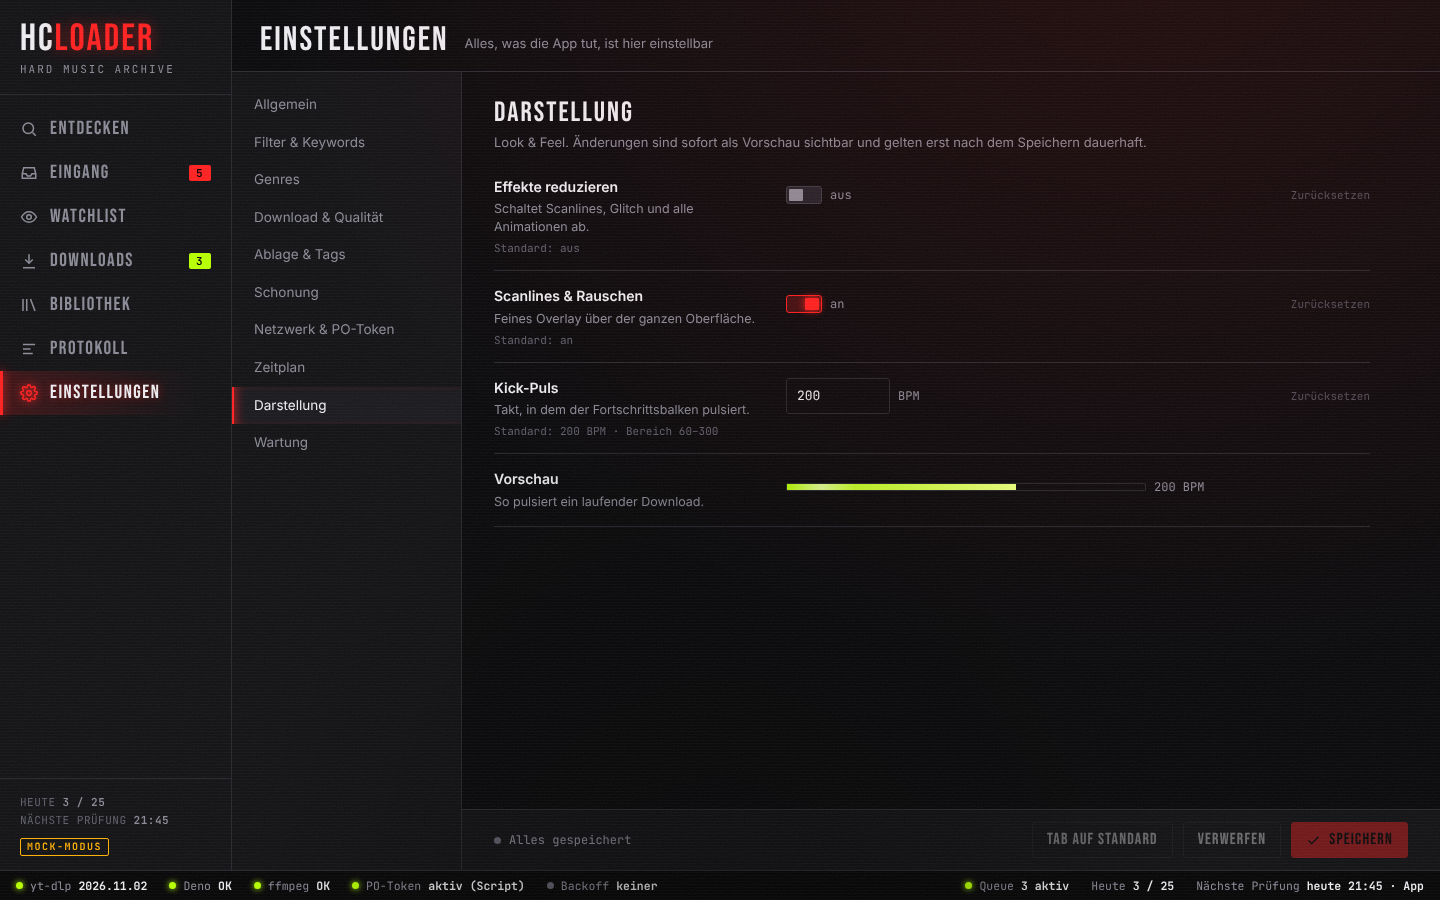 HCLOADER
HARD MUSIC ARCHIVE
ENTDECKEN
EINGANG 5
WATCHLIST
DOWNLOADS 3
BIBLIOTHEK
PROTOKOLL
EINSTELLUNGEN
HEUTE 3 / 25
NÄCHSTE PRÜFUNG 21:45
MOCK-MODUS
EINSTELLUNGEN Alles, was die App tut, ist hier einstellbar
Allgemein
Filter & Keywords
Genres
Download & Qualität
Ablage & Tags
Schonung
Netzwerk & PO-Token
Zeitplan
Darstellung
Wartung
DARSTELLUNG
Look & Feel. Änderungen sind sofort als Vorschau sichtbar und gelten erst nach dem Speichern dauerhaft.
Effekte reduzieren
Schaltet Scanlines, Glitch und alle
Animationen ab.
Standard: aus
aus
Zurücksetzen
Scanlines & Rauschen
Feines Overlay über der ganzen Oberfläche.
Standard: an
an
Zurücksetzen
Kick-Puls
Takt, in dem der Fortschrittsbalken pulsiert.
Standard: 200 BPM · Bereich 60–300
200 BPM
Zurücksetzen
Vorschau
So pulsiert ein laufender Download.
200 BPM
Alles gespeichert
TAB AUF STANDARD
VERWERFEN
SPEICHERN
yt-dlp 2026.11.02 Deno OK ffmpeg OK PO-Token aktiv (Script) Backoff keiner Queue 3 aktiv Heute 3 / 25 Nächste Prüfung heute 21:45 · App